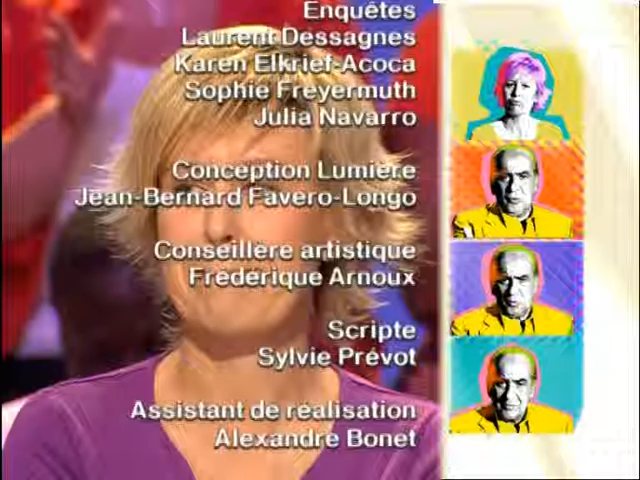 Enquêtes
Laurent Dessagnes
Karen Elkrief-Acoca
Sophie Freyermuth
Julia Navarro
Conception Lumière
Jean-Bernard Favero-Longo
Conseillère artistique
Frédérique Arnoux
Scripte
Sylvie Prévot
Assistant de réalisation
Alexandre Bonet